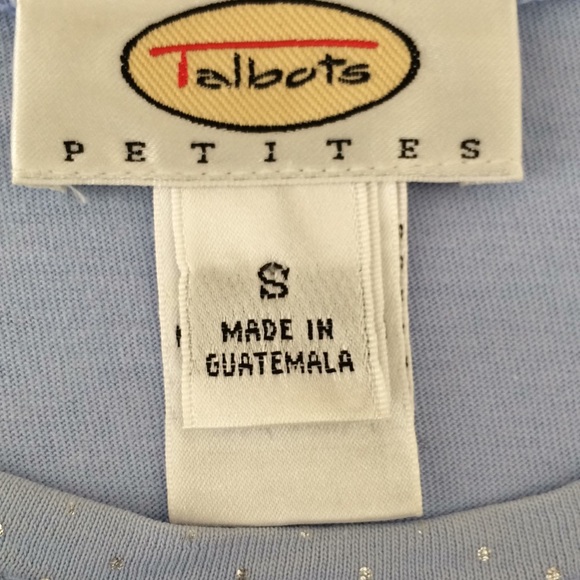 Talbots
PETITES
S
MADE IN
GUATEMALA